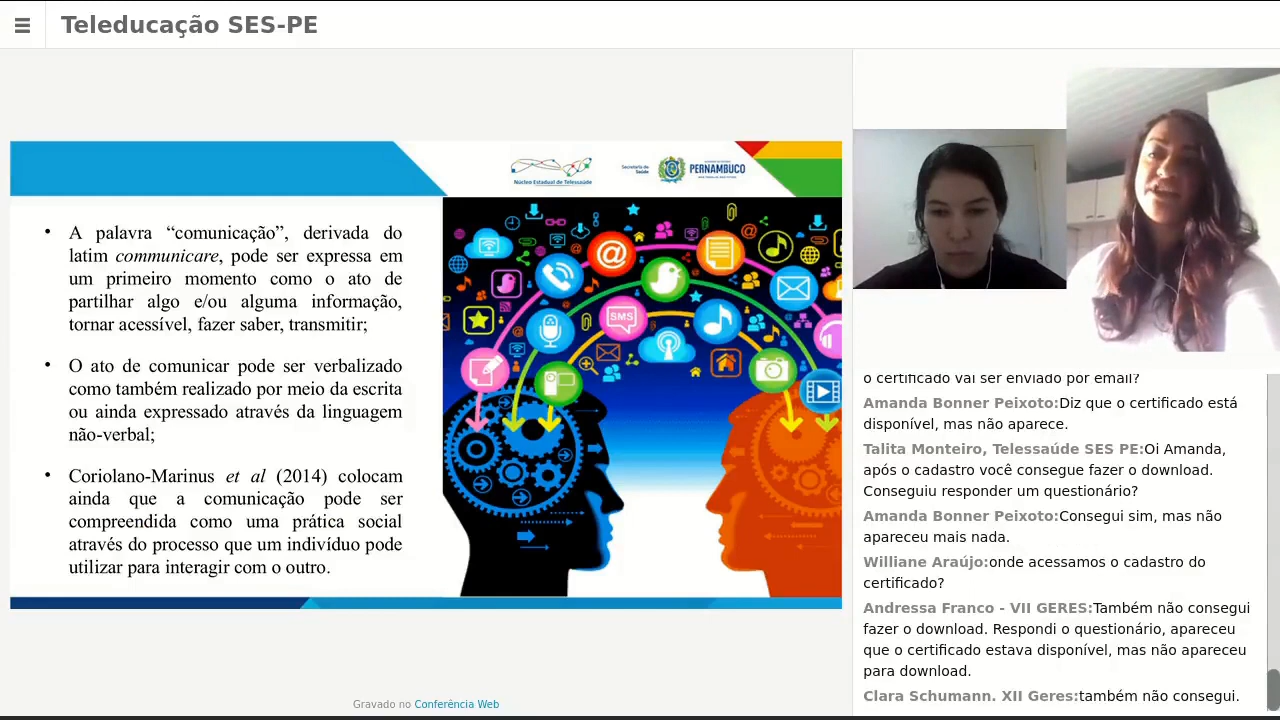 Teleducação SES-PE
Núcleo Estadual de Telessaúde
Secretaria de
Saúde
PERNAMBUCO
• A palavra “comunicação”, derivada do
latim communicare, pode ser expressa em
um primeiro momento como o ato de
partilhar algo e/ou alguma informação,
tornar acessível, fazer saber, transmitir;
• O ato de comunicar pode ser verbalizado
como também realizado por meio da escrita
ou ainda expressado através da linguagem
não-verbal;
• Coriolano-Marinus et al (2014) colocam
ainda que a comunicação pode ser
compreendida como uma prática social
através do processo que um indivíduo pode
utilizar para interagir com o outro.
@
SMS
Gravado no Conferência Web
o certificado vai ser enviado por email?
Amanda Bonner Peixoto:Diz que o certificado está
disponível, mas não aparece.
Talita Monteiro, Telessaúde SES PE:Oi Amanda,
após o cadastro você consegue fazer o download.
Conseguiu responder um questionário?
Amanda Bonner Peixoto:Consegui sim, mas não
apareceu mais nada.
Williane Araújo:onde acessamos o cadastro do
certificado?
Andressa Franco - VII GERES:Também não consegui
fazer o download. Respondi o questionário, apareceu
que o certificado estava disponível, mas não apareceu
para download.
Clara Schumann. XII Geres:também não consegui.